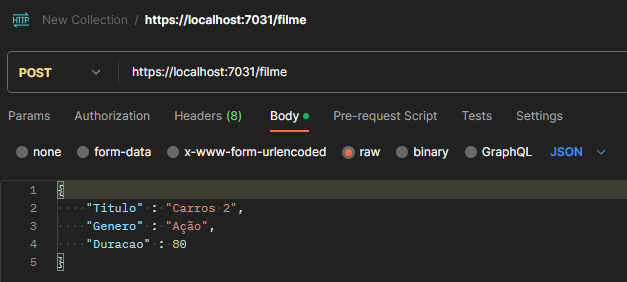 HTTP New Collection / https://localhost:7031/filme
POST https://localhost:7031/filme
Params Authorization Headers (8) Body Pre-request Script Tests Settings
none form-data x-www-form-urlencoded raw binary GraphQL JSON
1 {
2 "Titulo" : "Carros 2",
3 "Genero" : "Ação",
4 "Duracao" : 80
5 }